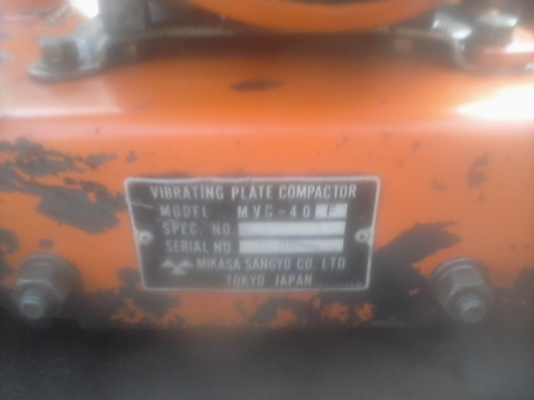 VIBRATING PLATE COMPACTOR
MODEL MVC-40 F
SPEC. NO.
SERIAL NO.
MIKASA SANGYO CO., LTD
TOKYO JAPAN